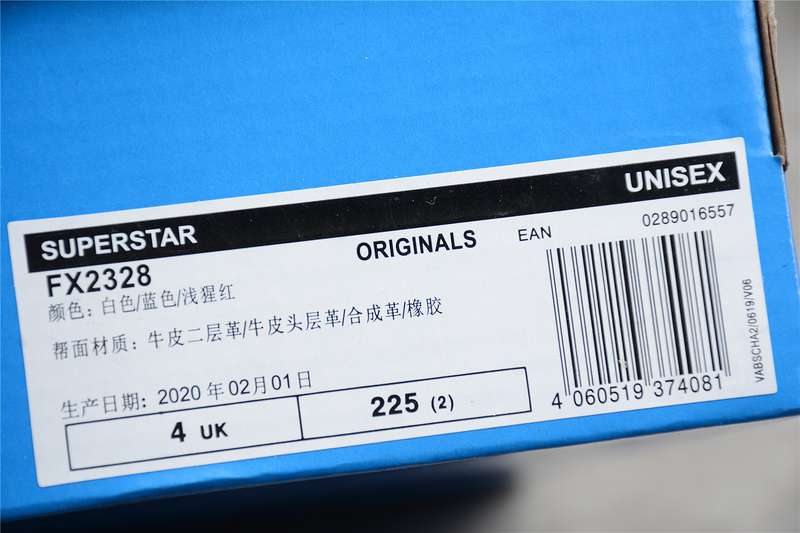 SUPERSTAR
UNISEX
FX2328
ORIGINALS
EAN
0289016557
颜色: 白色/蓝色/浅猩红
帮面材质: 牛皮二层革/牛皮头层革/合成革/橡胶
生产日期: 2020 年 02月 01日
4 UK
225 (2)
4 060519 374081
VABSCHA2/0619/V06